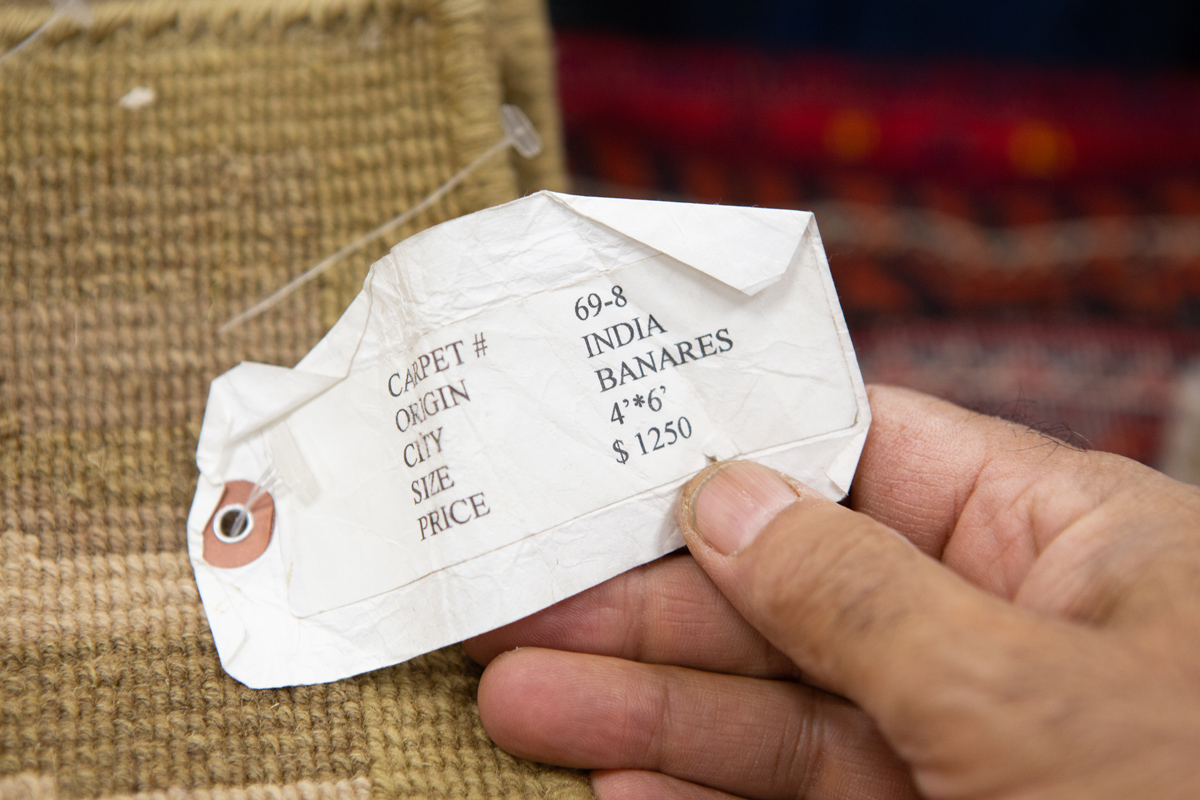 CARPET # 69-8
ORIGIN INDIA
CITY BANARES
SIZE 4’*6’
PRICE $ 1250